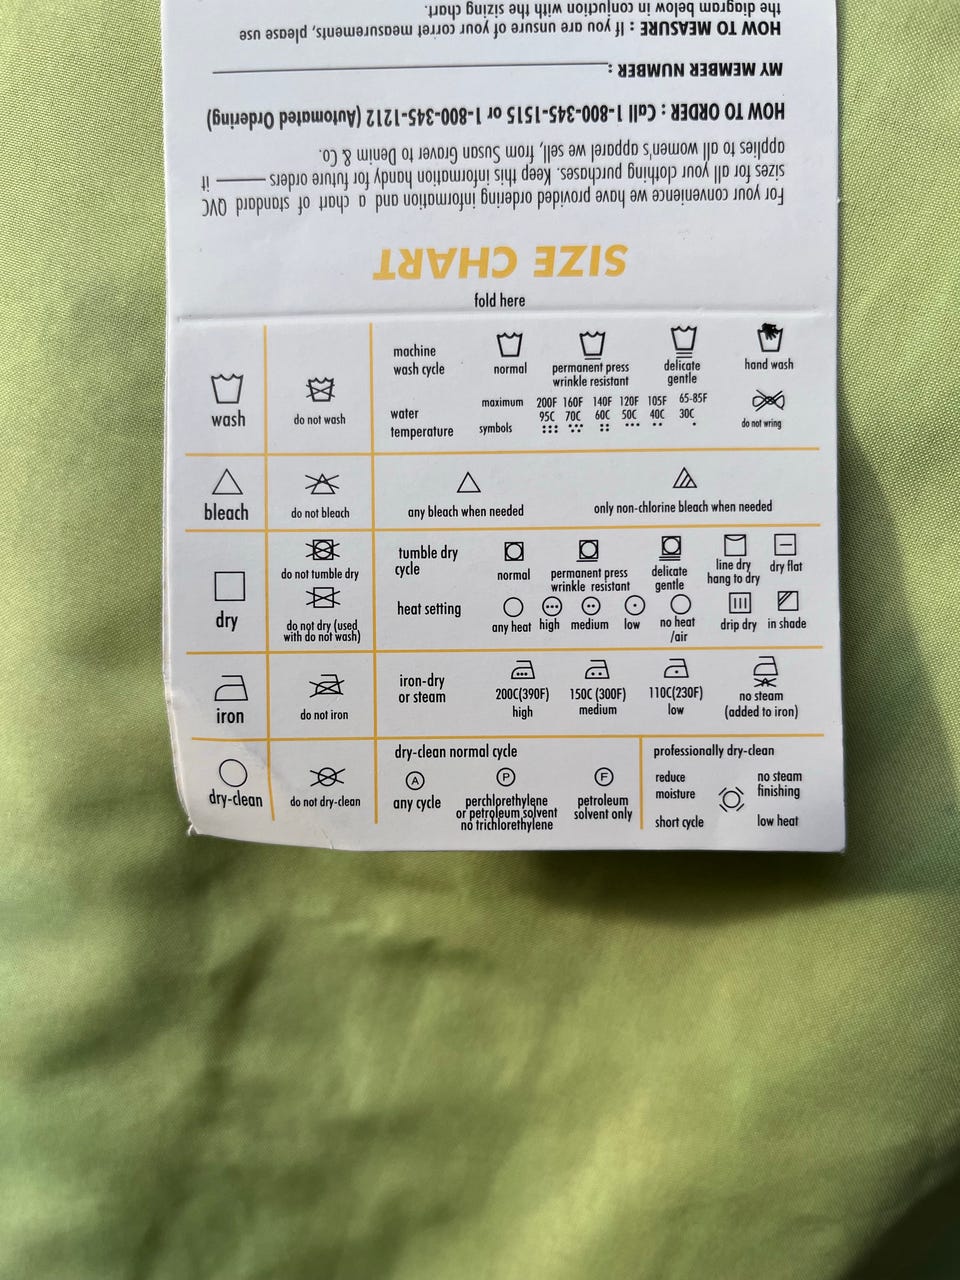 SIZE CHART
For your convenience we have provided ordering information and a chart of standard QVC
sizes for all your clothing purchases. Keep this information handy for future orders —— it
applies to all women's apparel we sell, from Susan Graver to Denim & Co.
HOW TO ORDER : Call 1-800-345-1515 or 1-800-345-1212 (Automated Ordering)
MY MEMBER NUMBER :
HOW TO MEASURE : If you are unsure of your corret measurements, please use
the diagram below in conjuction with the sizing chart.
fold here
wash
do not wash
machine
wash cycle
normal
permanent press
wrinkle resistant
delicate
gentle
hand wash
water
temperature
maximum 200F 160F 140F 120F 105F 65-85F
95C 70C 60C 50C 40C 30C
symbols
do not wring
bleach
do not bleach
any bleach when needed
only non-chlorine bleach when needed
dry
do not tumble dry
do not dry (used
with do not wash)
tumble dry
cycle
normal
permanent press
wrinkle resistant
delicate
gentle
line dry
hang to dry
dry flat
heat setting
any heat
high
medium
low
no heat
/air
drip dry
in shade
iron
do not iron
iron-dry
or steam
200C(390F)
high
150C (300F)
medium
110C(230F)
low
no steam
(added to iron)
dry-clean
do not dry-clean
dry-clean normal cycle
A
any cycle
P
perchlorethylene
or petroleum solvent
no trichlorethylene
F
petroleum
solvent only
professionally dry-clean
reduce
moisture
short cycle
no steam
finishing
low heat